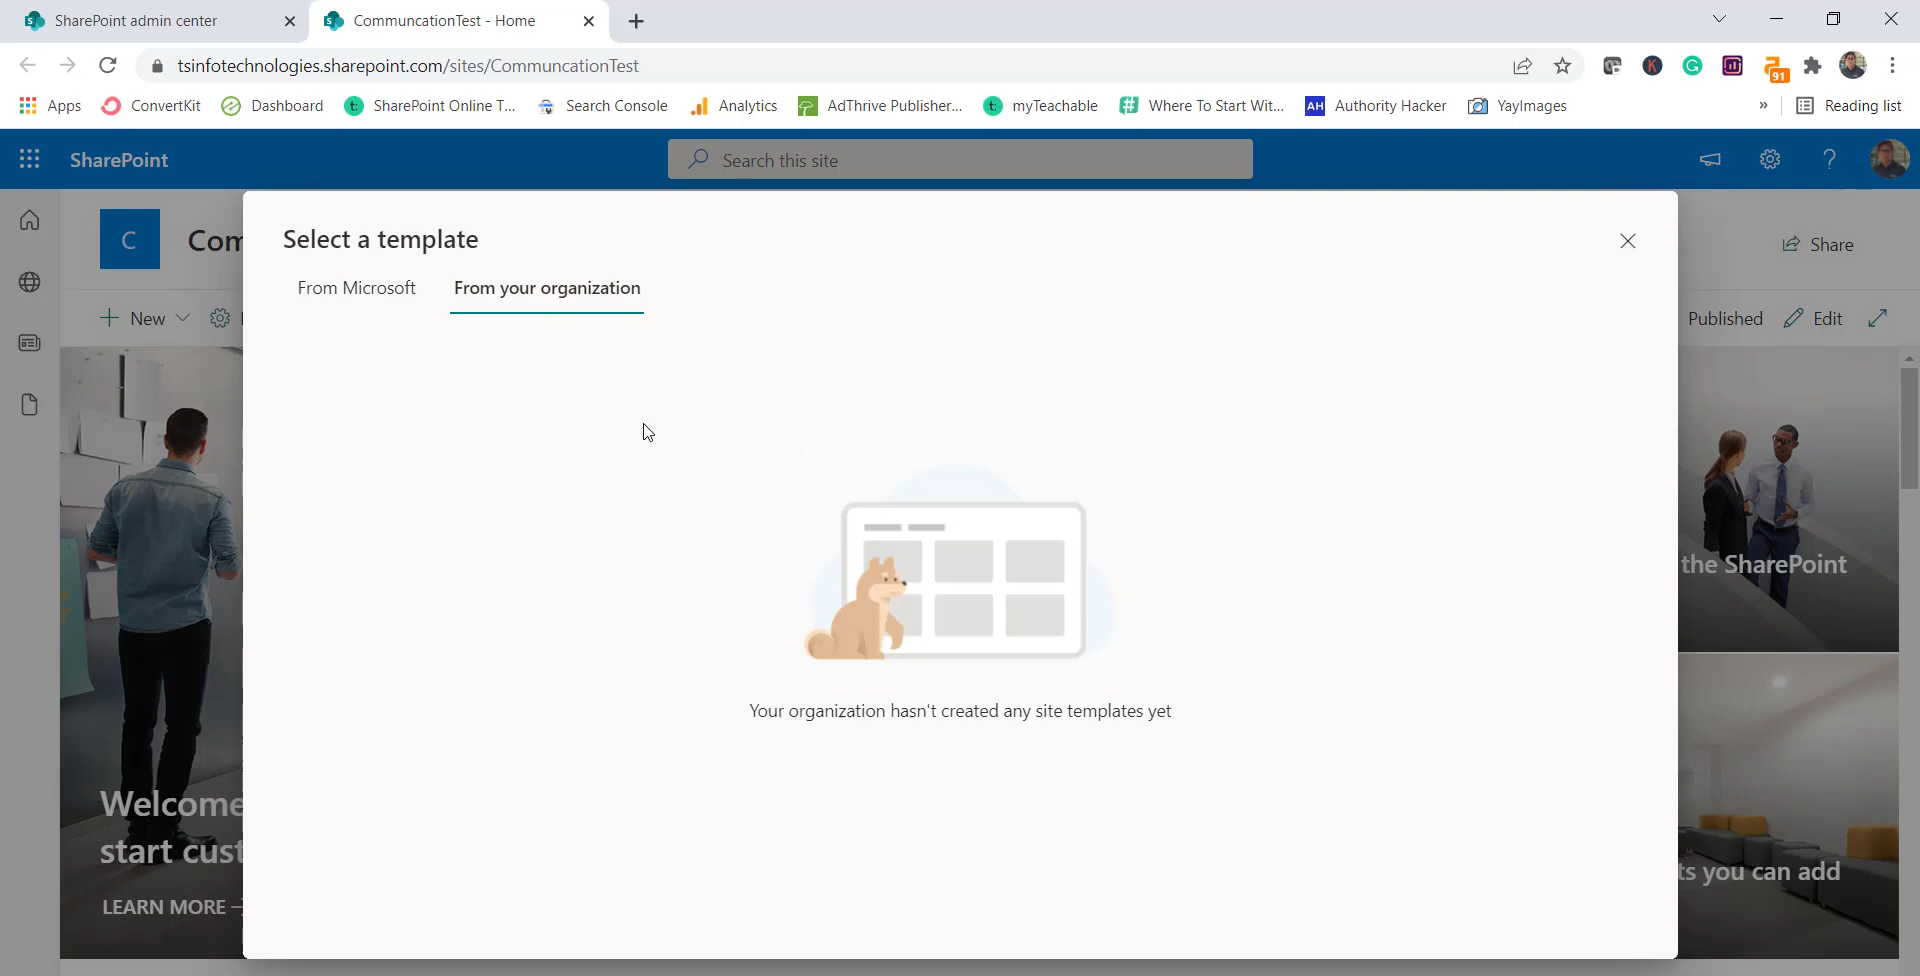 SharePoint admin center
CommuncationTest - Home
tsinfotechnologies.sharepoint.com/sites/CommuncationTest
91
Apps ConvertKit Dashboard SharePoint Online T... Search Console Analytics AdThrive Publisher... myTeachable Where To Start Wit... AH Authority Hacker YayImages » Reading list
SharePoint
Search this site
C
Com
Share
Select a template
From Microsoft From your organization
New
Published Edit
Your organization hasn't created any site templates yet
the SharePoint
Welcome
start cust
LEARN MORE
ts you can add